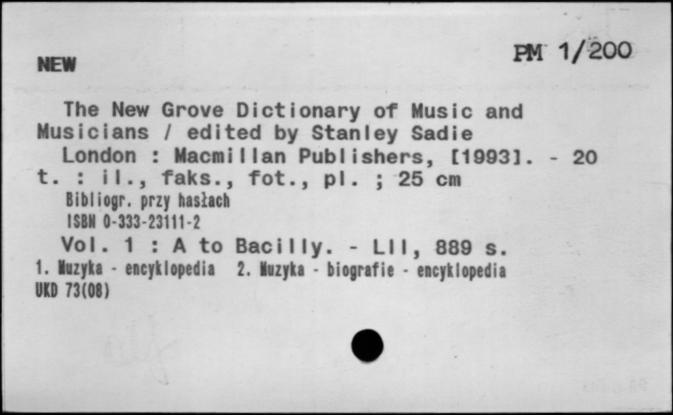 PM 1/200
NEW
The New Grove Dictionary of Music and
Musicians / edited by Stanley Sadie
London : Macmillan Publishers, [1993]. - 20
t. : il., faks., fot., pl. ; 25 cm
Bibliogr. przy hasłach
ISBN 0-333-23111-2
Vol. 1 : A to Bacilly. - LII, 889 s.
1. Muzyka - encyklopedia 2. Muzyka - biografie - encyklopedia
UKD 73(08)